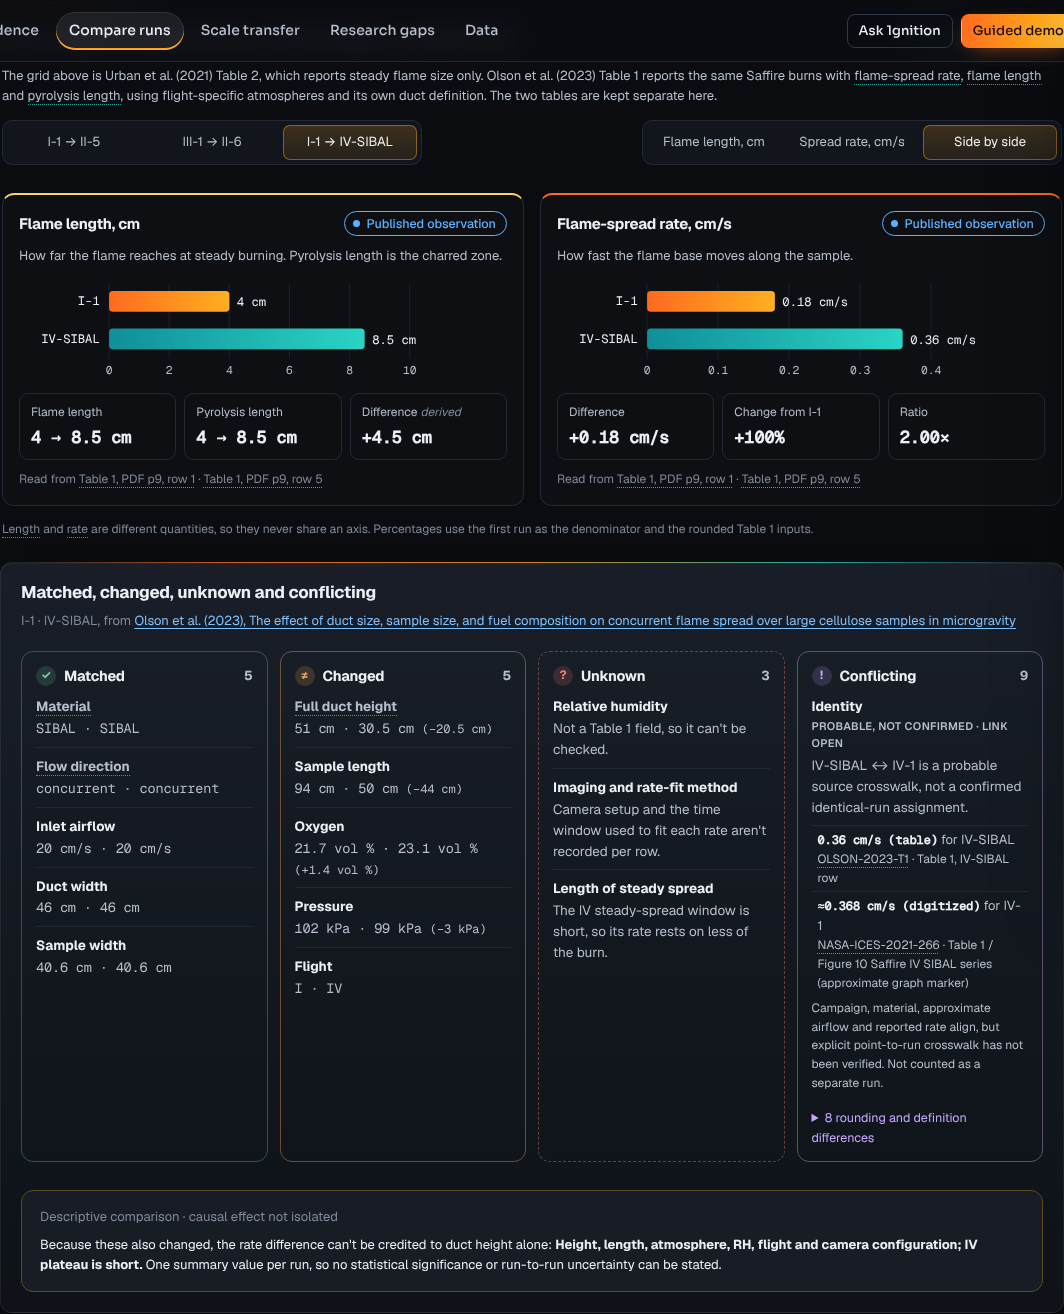 Compare runs
Scale transfer
Research gaps
Data
Ask Ignition
Guided demo
The grid above is Urban et al. (2021) Table 2, which reports steady flame size only. Olson et al. (2023) Table 1 reports the same Saffire burns with flame-spread rate, flame length
and pyrolysis length, using flight-specific atmospheres and its own duct definition. The two tables are kept separate here.
I-1 → II-5
III-1 → II-6
I-1 → IV-SIBAL
Flame length, cm
Spread rate, cm/s
Side by side
Flame length, cm
Published observation
How far the flame reaches at steady burning. Pyrolysis length is the charred zone.
I-1
4 cm
IV-SIBAL
8.5 cm
0 2 4 6 8 10
Flame length
4 → 8.5 cm
Pyrolysis length
4 → 8.5 cm
Difference derived
+4.5 cm
Read from Table 1, PDF p9, row 1 · Table 1, PDF p9, row 5
Flame-spread rate, cm/s
Published observation
How fast the flame base moves along the sample.
I-1
0.18 cm/s
IV-SIBAL
0.36 cm/s
0 0.1 0.2 0.3 0.4
Difference
+0.18 cm/s
Change from I-1
+100%
Ratio
2.00×
Read from Table 1, PDF p9, row 1 · Table 1, PDF p9, row 5
Length and rate are different quantities, so they never share an axis. Percentages use the first run as the denominator and the rounded Table 1 inputs.
Matched, changed, unknown and conflicting
I-1 · IV-SIBAL, from Olson et al. (2023), The effect of duct size, sample size, and fuel composition on concurrent flame spread over large cellulose samples in microgravity
✓ Matched 5
Material
SIBAL · SIBAL
Flow direction
concurrent · concurrent
Inlet airflow
20 cm/s · 20 cm/s
Duct width
46 cm · 46 cm
Sample width
40.6 cm · 40.6 cm
≠ Changed 5
Full duct height
51 cm · 30.5 cm (−20.5 cm)
Sample length
94 cm · 50 cm (−44 cm)
Oxygen
21.7 vol % · 23.1 vol %
(+1.4 vol %)
Pressure
102 kPa · 99 kPa (−3 kPa)
Flight
I · IV
? Unknown 3
Relative humidity
Not a Table 1 field, so it can't be
checked.
Imaging and rate-fit method
Camera setup and the time
window used to fit each rate aren't
recorded per row.
Length of steady spread
The IV steady-spread window is
short, so its rate rests on less of
the burn.
! Conflicting 9
Identity
PROBABLE, NOT CONFIRMED · LINK
OPEN
IV-SIBAL ↔ IV-1 is a probable
source crosswalk, not a confirmed
identical-run assignment.
0.36 cm/s (table) for IV-SIBAL
OLSON-2023-T1 · Table 1, IV-SIBAL
row
≈0.368 cm/s (digitized) for IV-
1
NASA-ICES-2021-266 · Table 1 /
Figure 10 Saffire IV SIBAL series
(approximate graph marker)
Campaign, material, approximate
airflow and reported rate align, but
explicit point-to-run crosswalk has not
been verified. Not counted as a
separate run.
▶ 8 rounding and definition
differences
Descriptive comparison · causal effect not isolated
Because these also changed, the rate difference can't be credited to duct height alone: Height, length, atmosphere, RH, flight and camera configuration; IV
plateau is short. One summary value per run, so no statistical significance or run-to-run uncertainty can be stated.